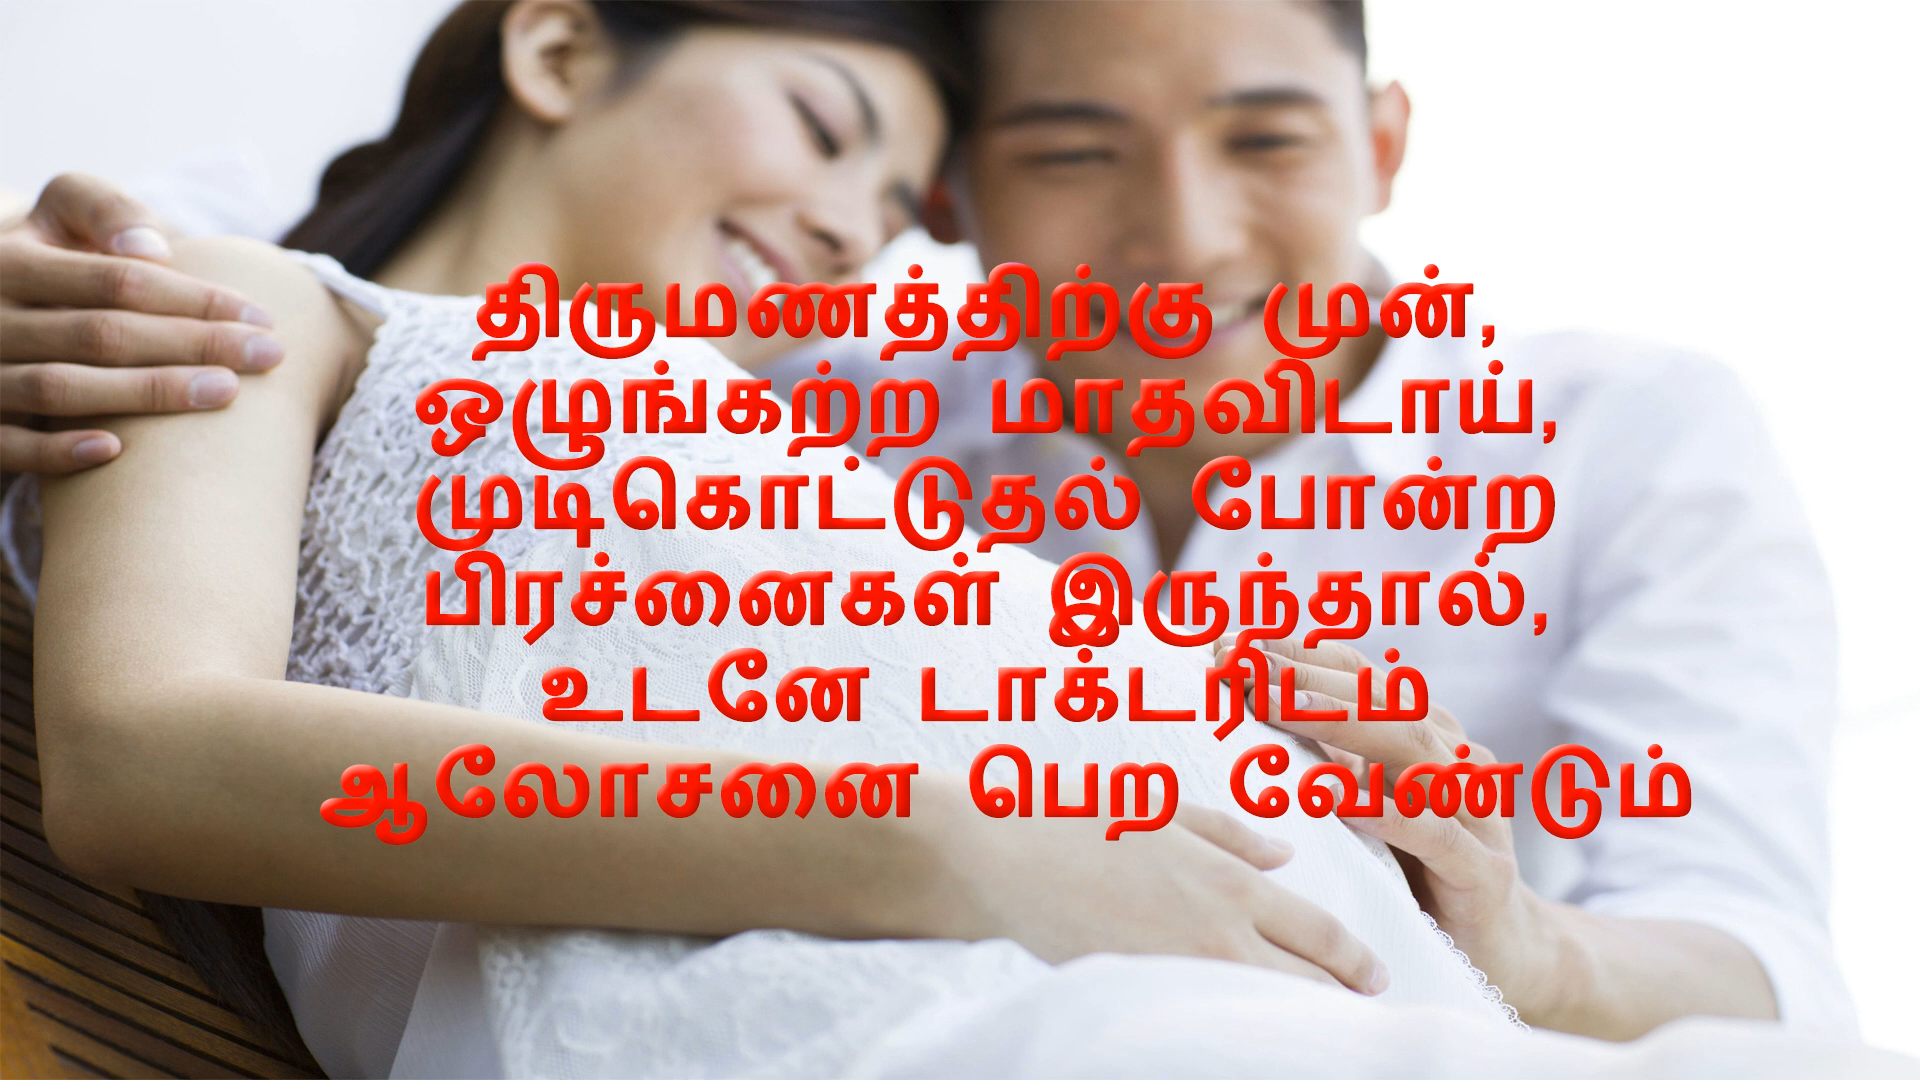 திருமணத்திற்கு முன்,
ஒழுங்கற்ற மாதவிடாய்,
முடிகொட்டுதல் போன்ற
பிரச்னைகள் இருந்தால்,
உடனே டாக்டரிடம்
ஆலோசனை பெற வேண்டும்